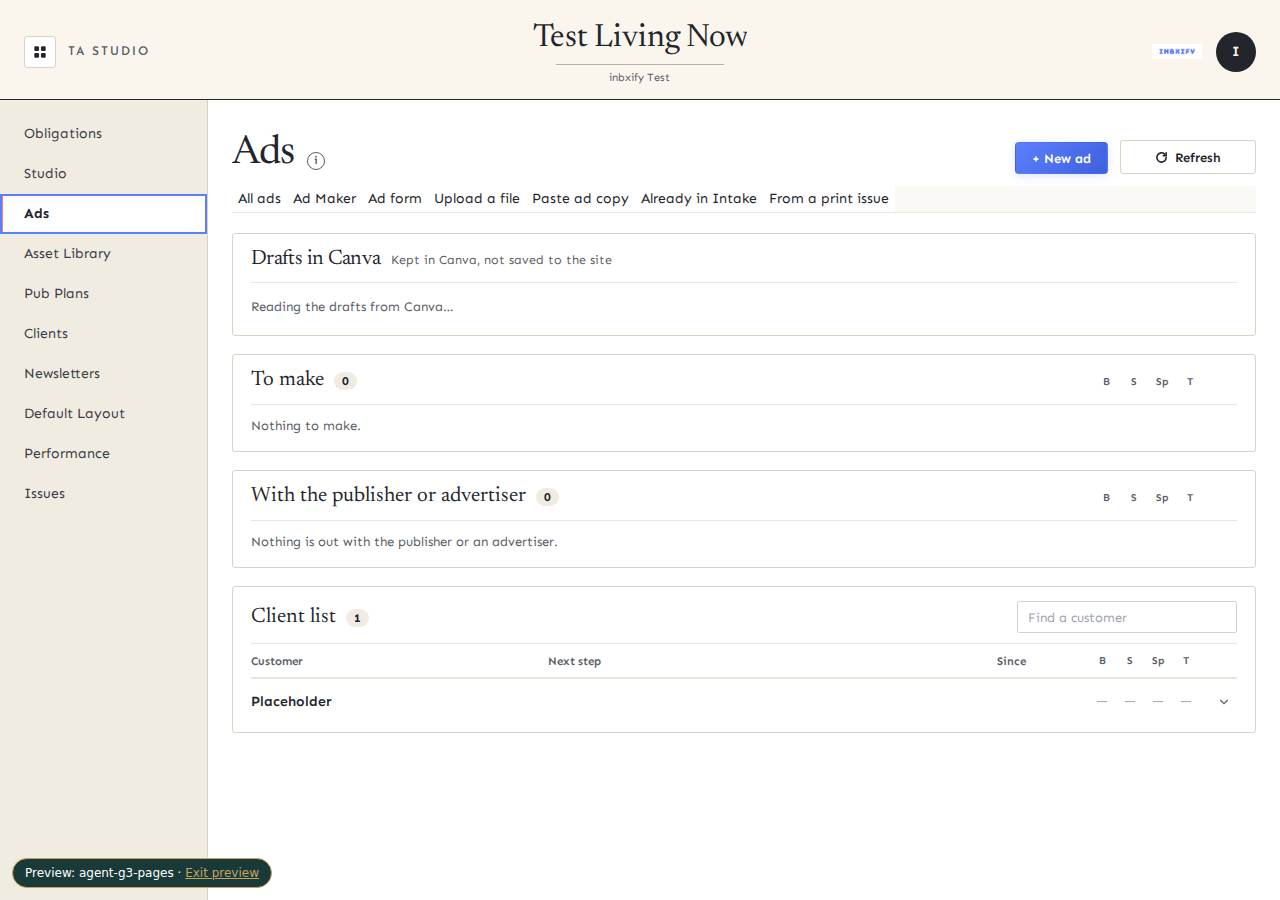 TA STUDIO
Test Living Now
inbxify Test
INBXIFY
I
Obligations
Studio
Ads
Asset Library
Pub Plans
Clients
Newsletters
Default Layout
Performance
Issues
Ads
i
+ New ad
Refresh
All ads Ad Maker Ad form Upload a file Paste ad copy Already in Intake From a print issue
Drafts in Canva Kept in Canva, not saved to the site
Reading the drafts from Canva…
To make 0 B S Sp T
Nothing to make.
With the publisher or advertiser 0 B S Sp T
Nothing is out with the publisher or an advertiser.
Client list 1 Find a customer
Customer Next step Since B S Sp T
Placeholder — — — —
Preview: agent-g3-pages · Exit preview